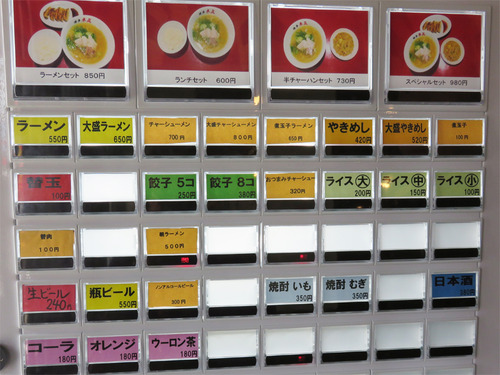 ラーメンセット 850円
ランチセット 600円
半チャーハンセット 730円
スペシャルセット 980円
ラーメン
550円
大盛ラーメン
650円
チャーシューメン
700円
大盛チャーシューメン
800円
煮玉子ラーメン
650円
やきめし
420円
大盛やきめし
520円
煮玉子
100円
替玉
100円
餃子 5コ
250円
餃子 8コ
380円
おつまみチャーシュー
320円
ライス 大
200円
ライス 中
150円
ライス 小
100円
100円
ラーメン
500円
生ビール
240円
瓶ビール
550円
ノンアルコールビール
300円
焼酎 いも
350円
焼酎 むぎ
350円
日本酒
コーラ
180円
オレンジ
180円
ウーロン茶
180円